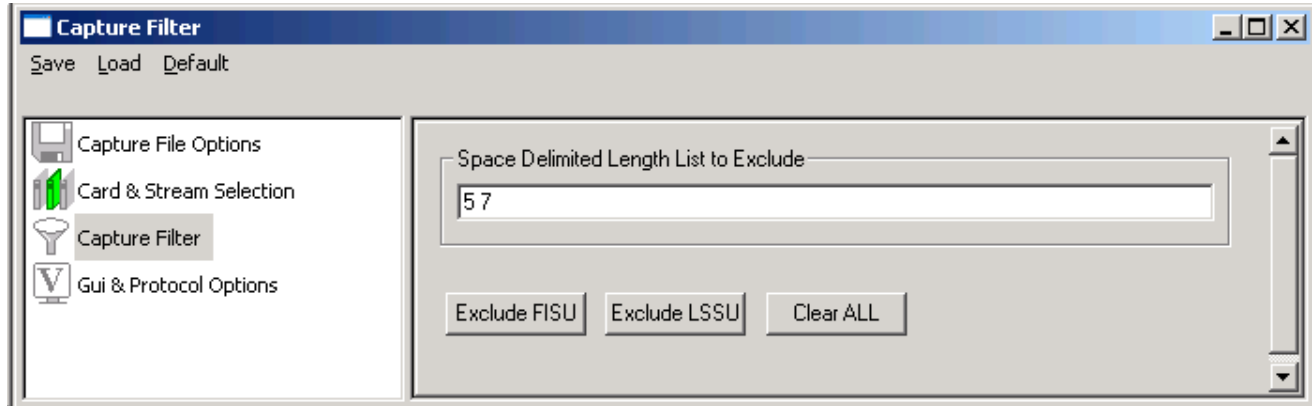 Capture Filter
Save Load Default
Capture File Options
Card & Stream Selection
Capture Filter
Gui & Protocol Options
Space Delimited Length List to Exclude
5 7
Exclude FISU Exclude LSSU Clear ALL